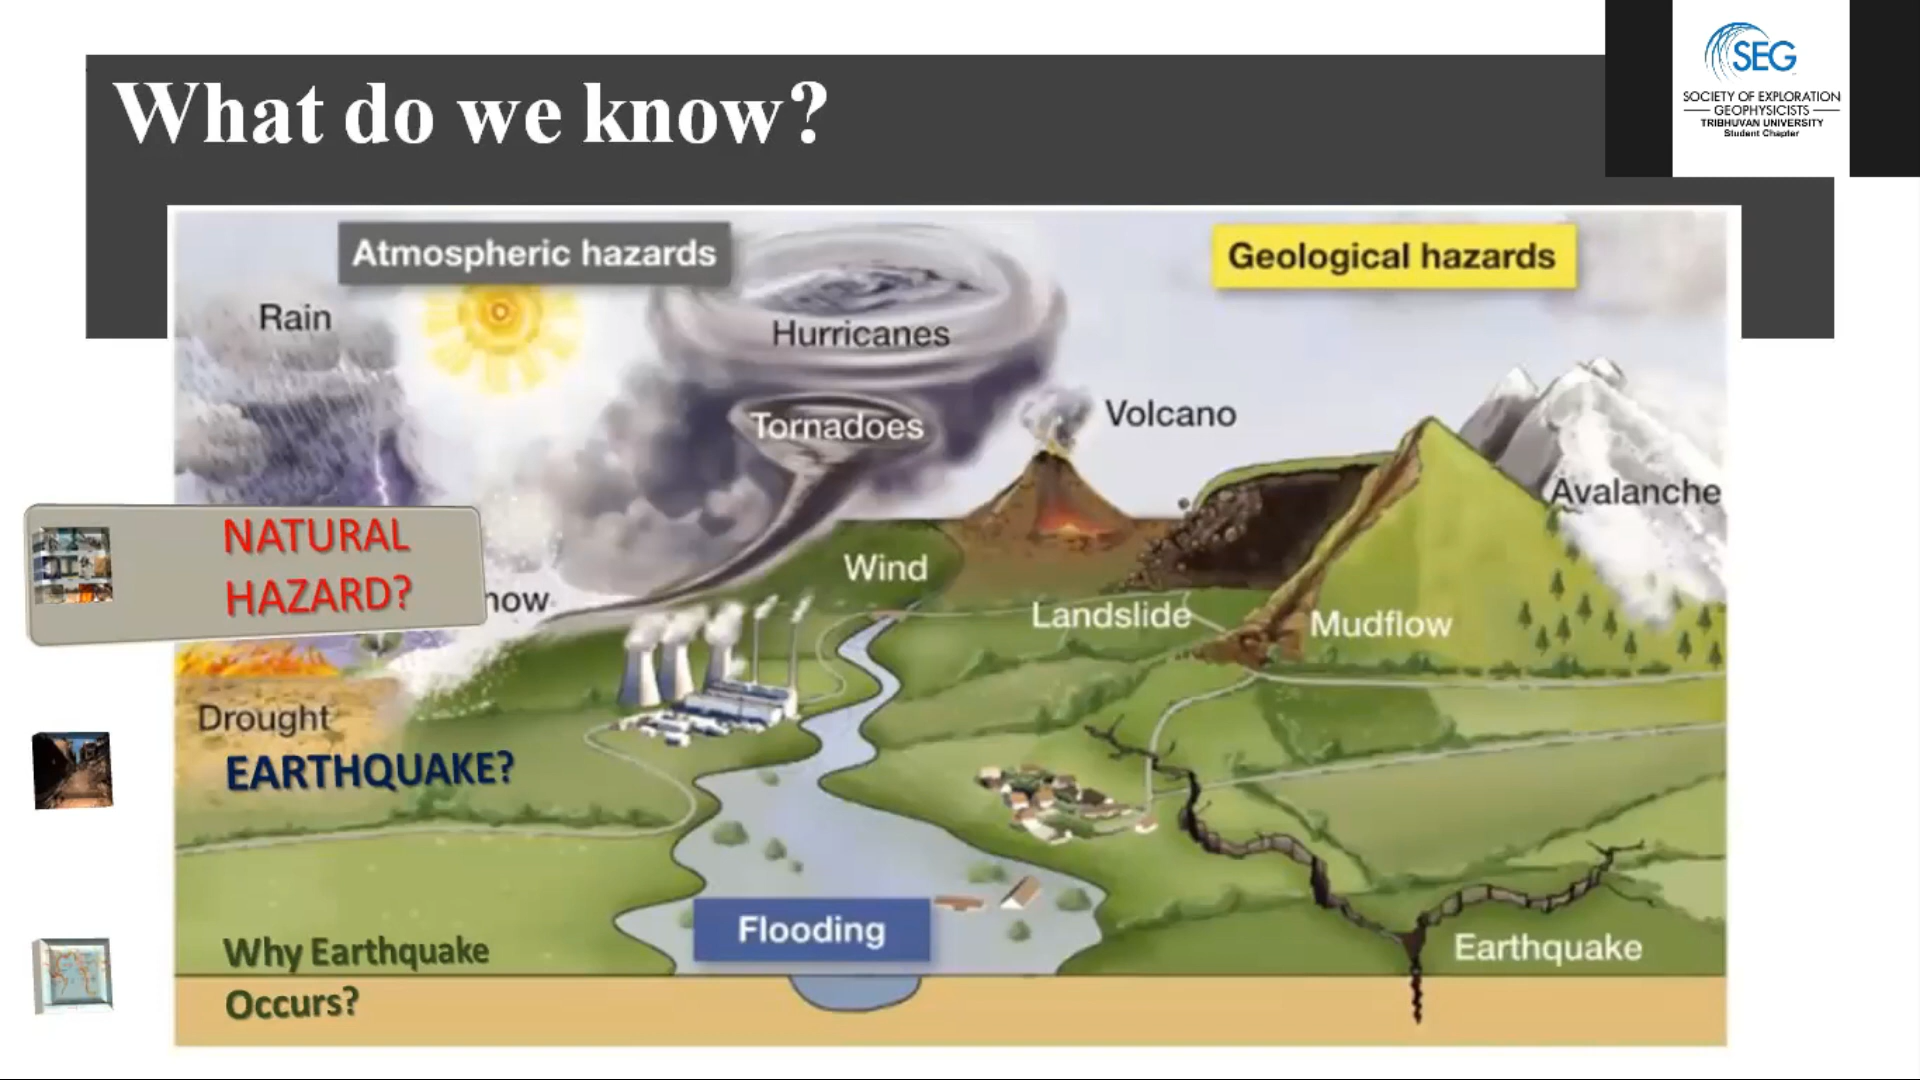 What do we know?
SEG
SOCIETY OF EXPLORATION
GEOPHYSICISTS
TRIBHUVAN UNIVERSITY
Student Chapter
Atmospheric hazards
Geological hazards
Rain
Hurricanes
Tornadoes
Volcano
Avalanche
NATURAL
HAZARD?
Wind
now
Landslide
Mudflow
Drought
EARTHQUAKE?
Flooding
Why Earthquake
Occurs?
Earthquake